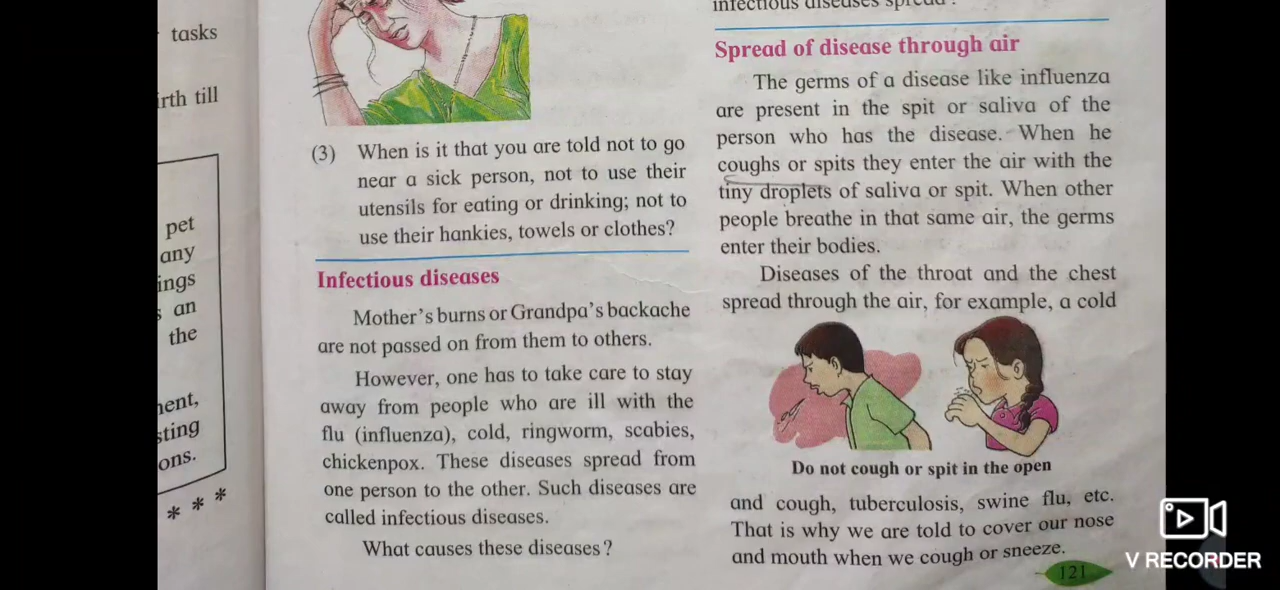 tasks
irth till
pet
any
ings
s an
the
nent,
sting
ons.
* * *
(3) When is it that you are told not to go
near a sick person, not to use their
utensils for eating or drinking; not to
use their hankies, towels or clothes?
Infectious diseases
Mother's burns or Grandpa's backache
are not passed on from them to others.
However, one has to take care to stay
away from people who are ill with the
flu (influenza), cold, ringworm, scabies,
chickenpox. These diseases spread from
one person to the other. Such diseases are
called infectious diseases.
What causes these diseases?
infectious diseases spread?
Spread of disease through air
The germs of a disease like influenza
are present in the spit or saliva of the
person who has the disease. When he
coughs or spits they enter the air with the
tiny droplets of saliva or spit. When other
people breathe in that same air, the germs
enter their bodies.
Diseases of the throat and the chest
spread through the air, for example, a cold
Do not cough or spit in the open
and cough, tuberculosis, swine flu, etc.
That is why we are told to cover our nose
and mouth when we cough or sneeze.
121
V RECORDER